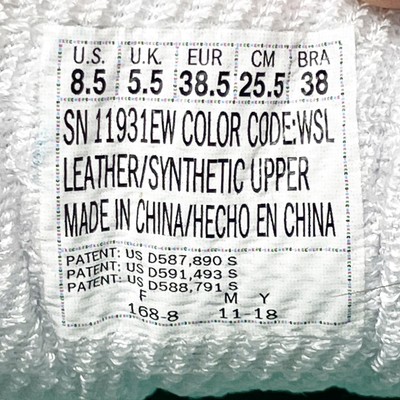 U.S. U.K. EUR CM BRA
8.5 5.5 38.5 25.5 38
SN 11931EW COLOR CODE:WSL
LEATHER/SYNTHETIC UPPER
MADE IN CHINA/HECHO EN CHINA
PATENT: US D587,890 S
PATENT: US D591,493 S
PATENT: US D588,791 S
F M Y
168-8 11-18